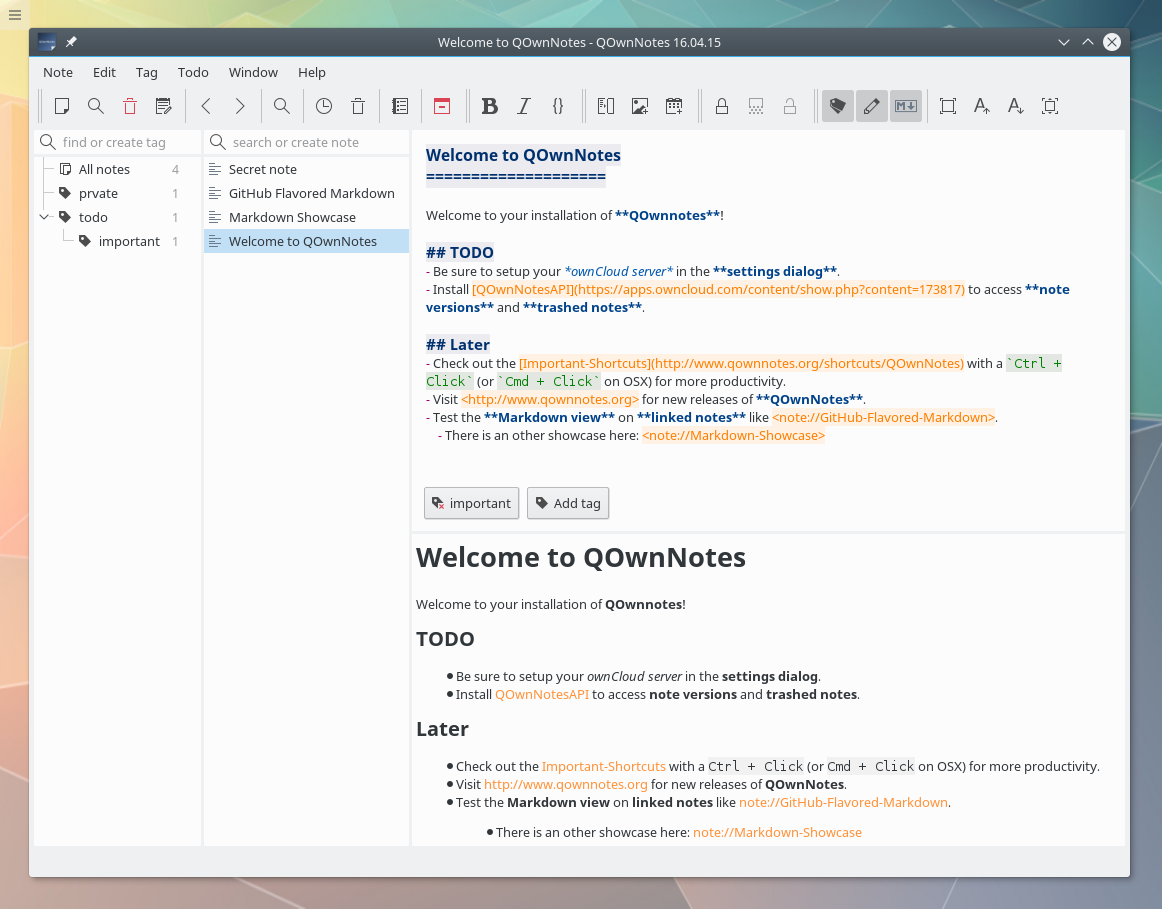 Welcome to QOwnNotes - QOwnNotes 16.04.15
Note Edit Tag Todo Window Help
B I {} A A
find or create tag
All notes 4
prvate 1
todo 1
important 1
search or create note
Secret note
GitHub Flavored Markdown
Markdown Showcase
Welcome to QOwnNotes
Welcome to QOwnNotes
====================
Welcome to your installation of **QOwnnotes**!
## TODO
- Be sure to setup your *ownCloud server* in the **settings dialog**.
- Install [QOwnNotesAPI](https://apps.owncloud.com/content/show.php?content=173817) to access **note
versions** and **trashed notes**.
## Later
- Check out the [Important-Shortcuts](http://www.qownnotes.org/shortcuts/QOwnNotes) with a `Ctrl +
Click` (or `Cmd + Click` on OSX) for more productivity.
- Visit <http://www.qownnotes.org> for new releases of **QOwnNotes**.
- Test the **Markdown view** on **linked notes** like <note://GitHub-Flavored-Markdown>.
- There is an other showcase here: <note://Markdown-Showcase>
important Add tag
Welcome to QOwnNotes
Welcome to your installation of QOwnnotes!
TODO
• Be sure to setup your ownCloud server in the settings dialog.
• Install QOwnNotesAPI to access note versions and trashed notes.
Later
• Check out the Important-Shortcuts with a Ctrl + Click (or Cmd + Click on OSX) for more productivity.
• Visit http://www.qownnotes.org for new releases of QOwnNotes.
• Test the Markdown view on linked notes like note://GitHub-Flavored-Markdown.
• There is an other showcase here: note://Markdown-Showcase